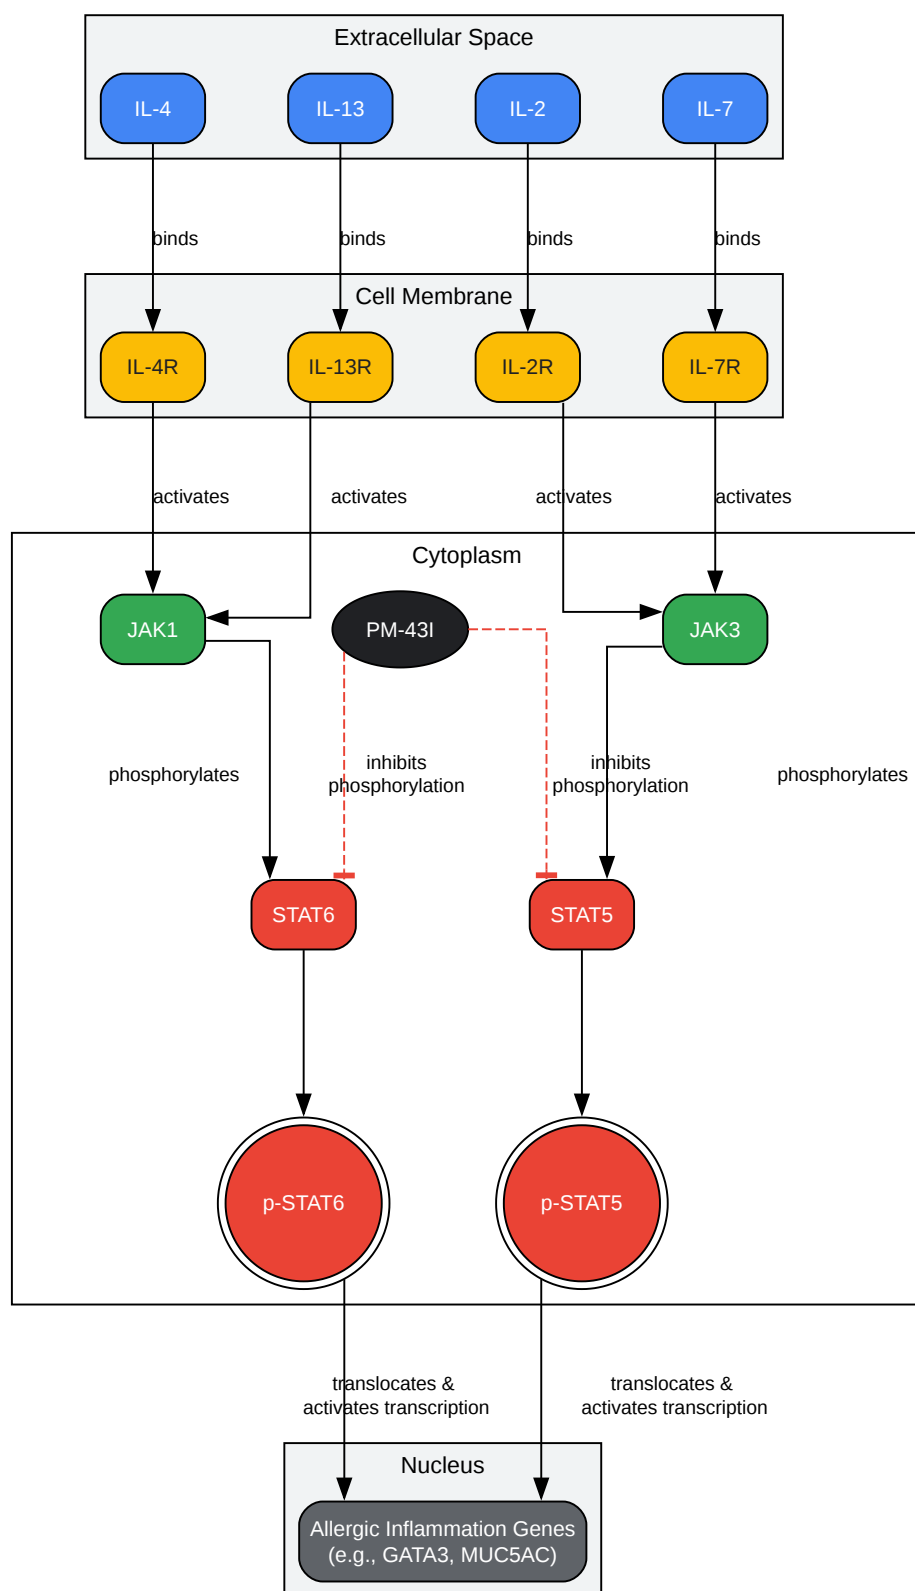 Extracellular Space
IL-4
IL-13
IL-2
IL-7
binds
binds
binds
binds
Cell Membrane
IL-4R
IL-13R
IL-2R
IL-7R
activates
activates
activates
activates
Cytoplasm
JAK1
PM-43I
JAK3
phosphorylates
inhibits
phosphorylation
inhibits
phosphorylation
phosphorylates
STAT6
STAT5
p-STAT6
p-STAT5
translocates &
activates transcription
translocates &
activates transcription
Nucleus
Allergic Inflammation Genes
(e.g., GATA3, MUC5AC)